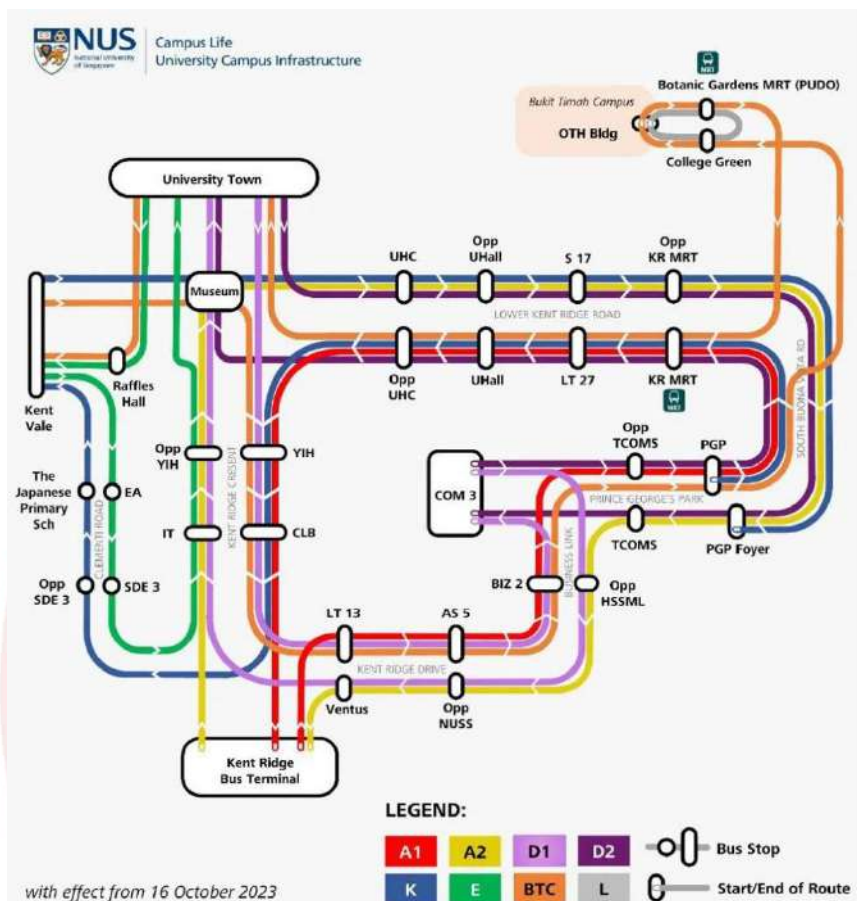 NUS
National University
of Singapore
Campus Life
University Campus Infrastructure
MRT
Botanic Gardens MRT (PUDO)
Bukit Timah Campus
OTH Bldg
College Green
University Town
UHC
Opp
UHall
S 17
Opp
KR MRT
Museum
LOWER KENT RIDGE ROAD
Raffles
Hall
Kent
Vale
Opp
UHC
UHall
LT 27
KR MRT
MRT
SOUTH BUONA VISTA RD
Opp
YIH
YIH
KENT RIDGE CRESENT
Opp
TCOMS
PGP
COM 3
PRINCE GEORGE'S PARK
The
Japanese
Primary
Sch
EA
CLEMENTI ROAD
IT
CLB
TCOMS
PGP Foyer
Opp
SDE 3
SDE 3
BIZ 2
BUSINESS LINK
Opp
HSSML
LT 13
AS 5
KENT RIDGE DRIVE
Ventus
Opp
NUSS
Kent Ridge
Bus Terminal
LEGEND:
A1
A2
D1
D2
Bus Stop
K
E
BTC
L
Start/End of Route
with effect from 16 October 2023